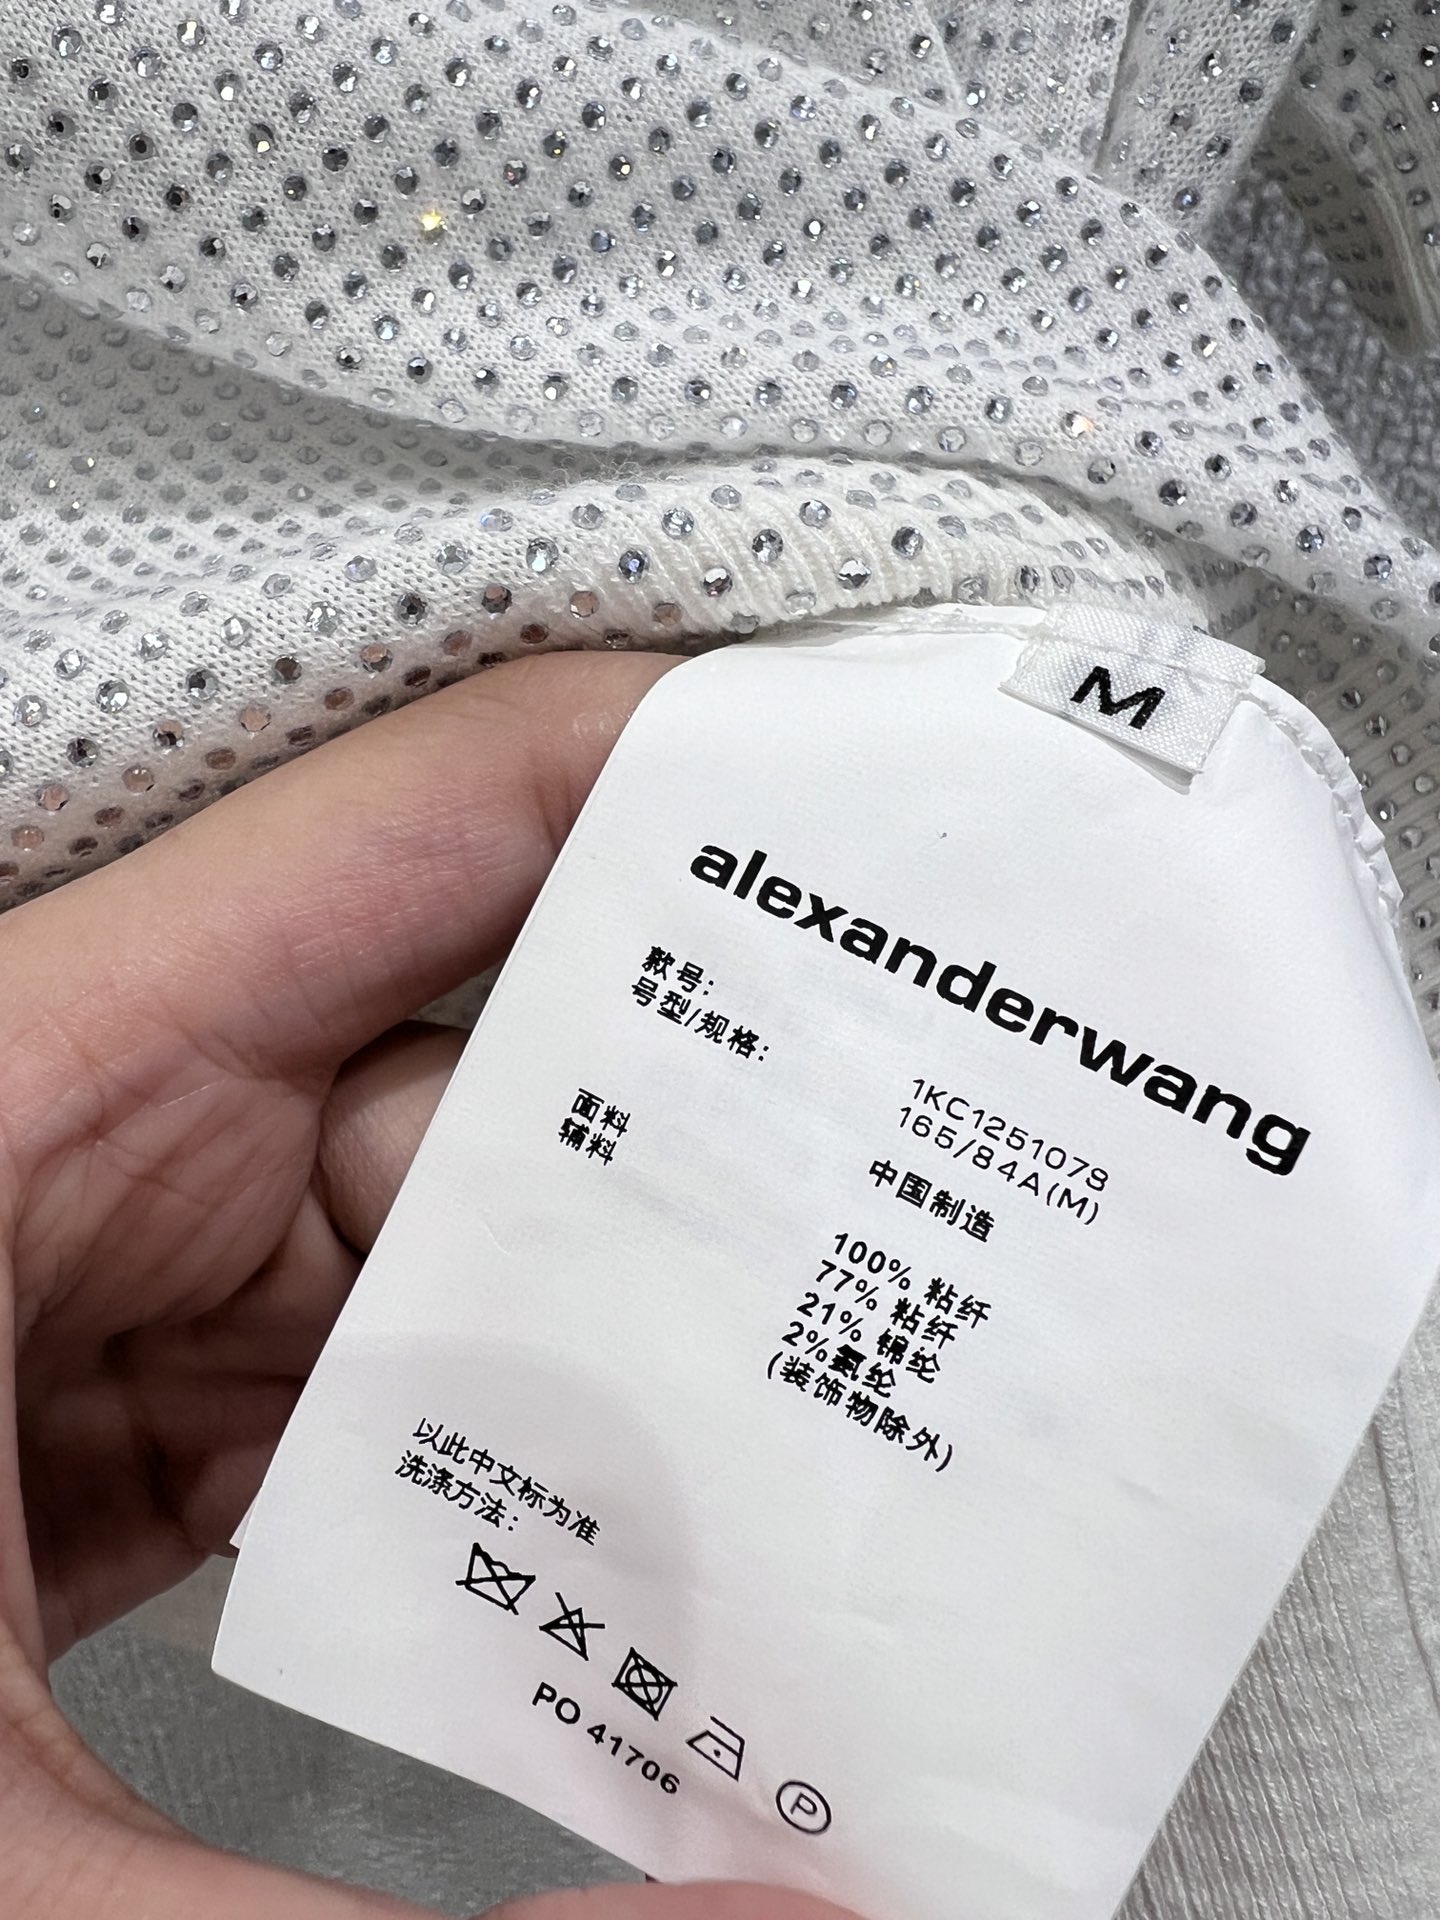 M
alexanderwang
款号: 1KC1251079
号型/规格: 165/84A(M)
中国制造
面料 100% 粘纤
辅料 77% 粘纤
21% 锦纶
2%氨纶
(装饰物除外)
以此中文标为准
洗涤方法:
PO 41706
P